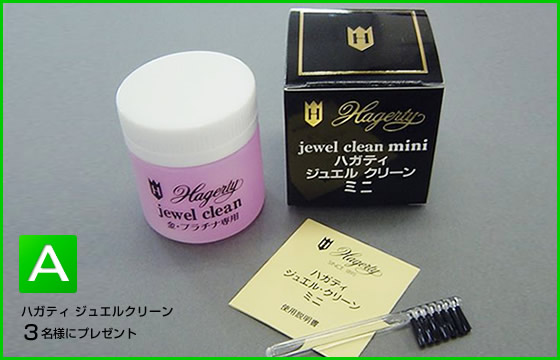 H
H
Hagerty
jewel clean mini
ハガティ
ジュエル クリーン
ミニ
Hagerty
jewel clean
金・プラチナ専用
Hagerty
ハガティ
ジュエル・クリーン
ミニ
使用説明書
A
ハガティ ジュエルクリーン
3名様にプレゼント